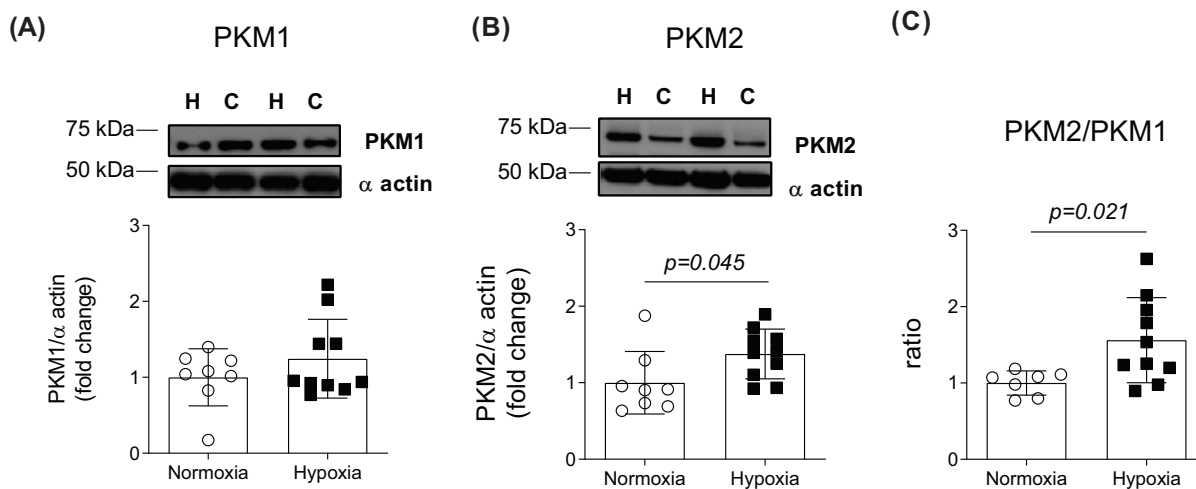 (A)
PKM1
H C H C
75 kDa
PKM1
50 kDa
α actin
PKM1/α actin
(fold change)
3
2
1
0
Normoxia Hypoxia
(B)
PKM2
H C H C
75 kDa
PKM2
50 kDa
α actin
PKM2/α actin
(fold change)
3
2
1
0
p=0.045
Normoxia Hypoxia
(C)
PKM2/PKM1
p=0.021
ratio
3
2
1
0
Normoxia Hypoxia